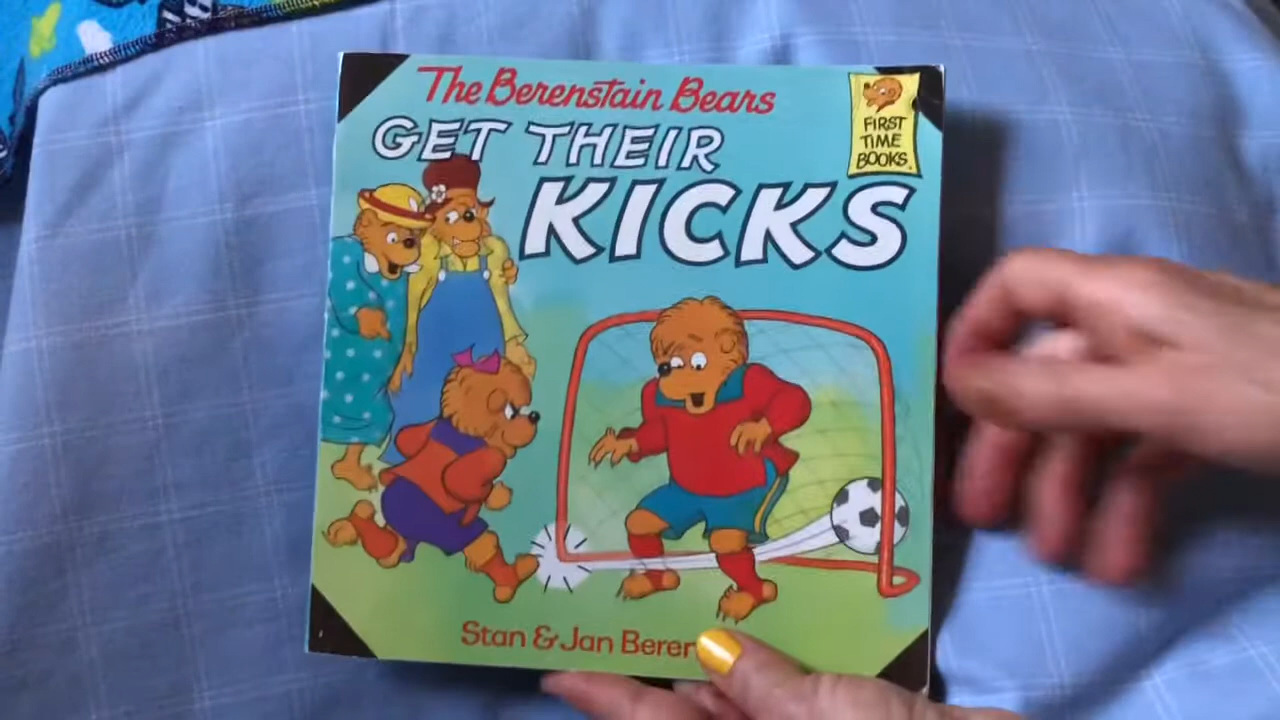 The Berenstain Bears
GET THEIR
KICKS
FIRST
TIME
BOOKS
Stan & Jan